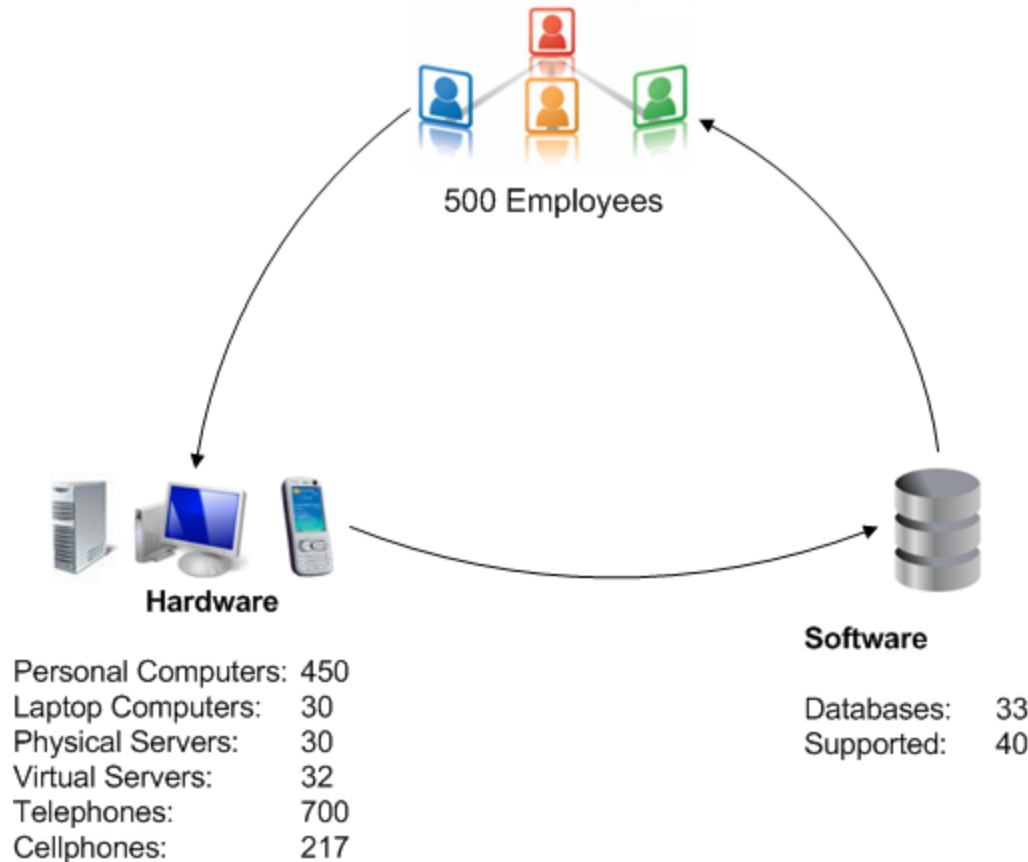 500 Employees
Hardware
Personal Computers: 450
Laptop Computers: 30
Physical Servers: 30
Virtual Servers: 32
Telephones: 700
Cellphones: 217
Software
Databases: 33
Supported: 40